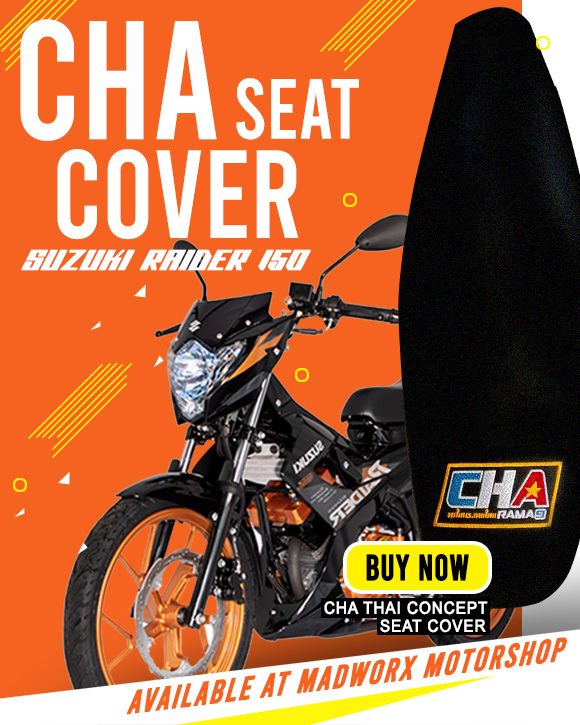 CHA SEAT
COVER
SUZUKI RAIDER 150
SUZUKI
RAIDER
CHA
RAMA9
BUY NOW
CHA THAI CONCEPT
SEAT COVER
AVAILABLE AT MADWORX MOTORSHOP